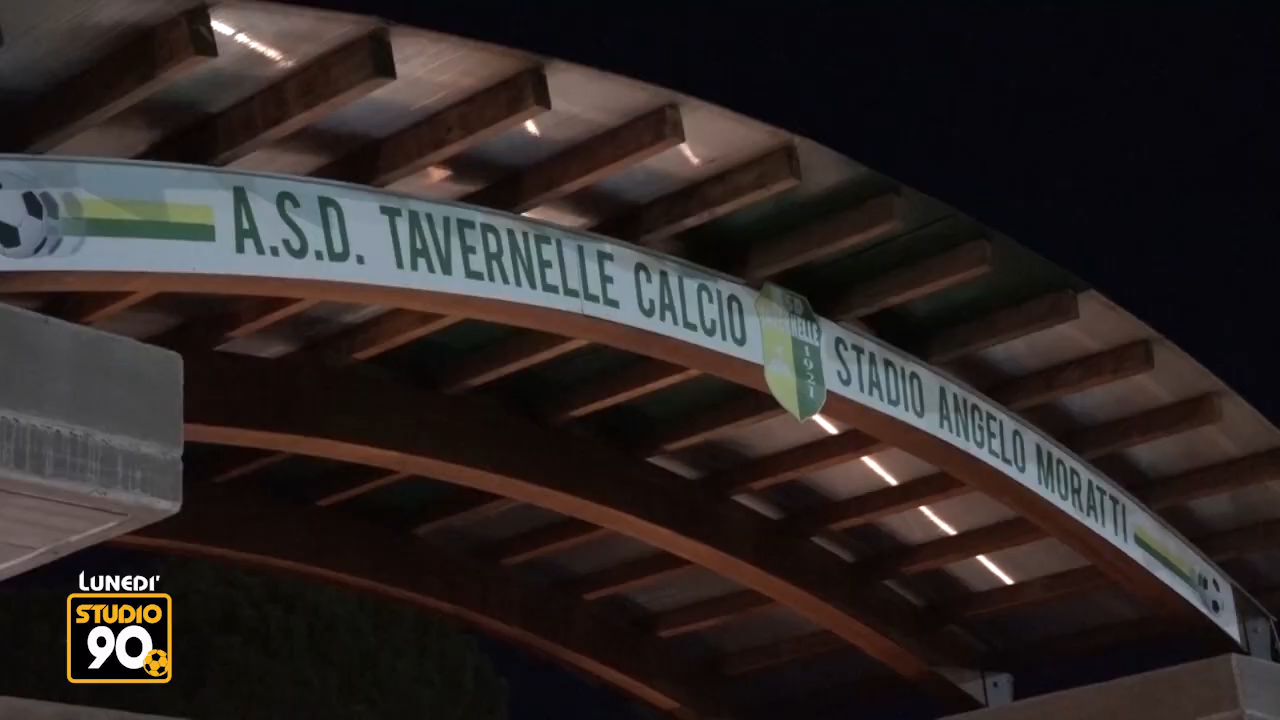 A.S.D. TAVERNELLE CALCIO
STADIO ANGELO MORATTI
1921
LUNEDI'
STUDIO
90